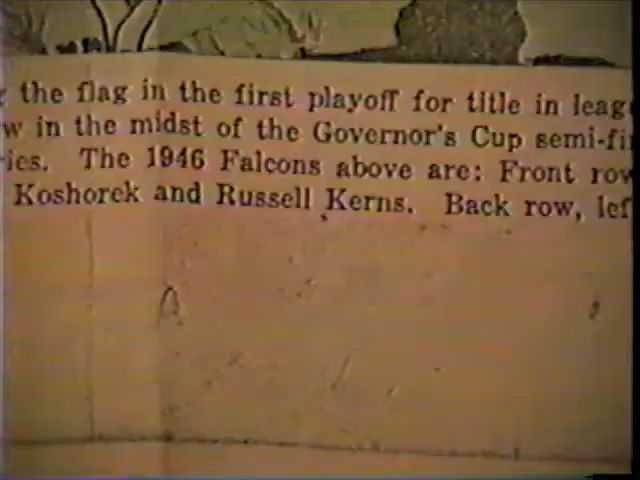 the flag in the first playoff for title in leag
w in the midst of the Governor's Cup semi-fi
ies. The 1946 Falcons above are: Front row
Koshorek and Russell Kerns. Back row, lef
A